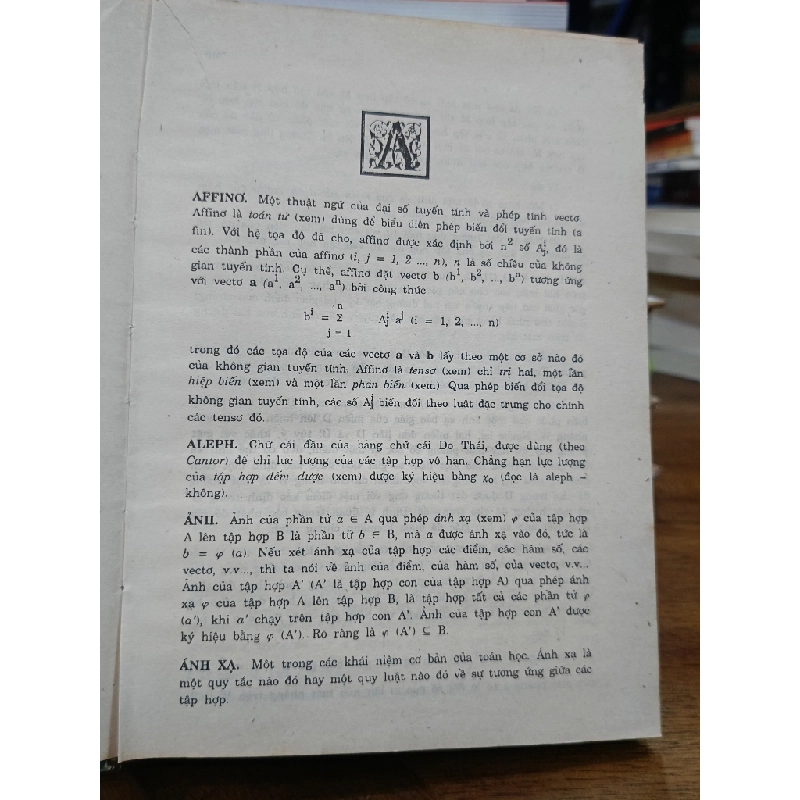 A
AFFINƠ. Một thuật ngữ của đại số tuyến tính và phép tính vectơ.
Affinơ là toán tử (xem) dùng để biểu diễn phép biến đổi tuyến tính (a
fin). Với hệ tọa độ đã cho, affinơ được xác định bởi n² số Aⁱⱼ, đó là
các thành phần của affinơ (i, j = 1, 2 ..., n), n là số chiều của không
gian tuyến tính. Cụ thể, affinơ đặt vectơ b (b¹, b², ..., bⁿ) tương ứng
với vectơ a (a¹, a², ..., aⁿ) bởi công thức
n
bⁱ = Σ Aⁱⱼ aʲ (i = 1, 2, ..., n)
j = 1
trong đó các tọa độ của các vectơ a và b lấy theo một cơ sở nào đó
của không gian tuyến tính. Affinơ là tensơ (xem) chỉ trị hai, một lần
hiệp biến (xem) và một lần phản biến (xem). Qua phép biến đổi tọa độ
không gian tuyến tính, các số Aⁱⱼ biến đổi theo luật đặc trưng cho chính
các tensơ đó.
ALEPH. Chữ cái đầu của hàng chữ cái Do Thái, được dùng (theo
Cantor) để chỉ lực lượng của các tập hợp vô hạn. Chẳng hạn lực lượng
của tập hợp đếm được (xem) được ký hiệu bằng χ₀ (đọc là aleph –
không).
ẢNH. Ảnh của phần tử a ∈ A qua phép ánh xạ (xem) φ của tập hợp
A lên tập hợp B là phần tử b ∈ B, mà a được ánh xạ vào đó, tức là
b = φ (a). Nếu xét ánh xạ của tập hợp các điểm, các hàm số, các
vectơ, v.v..., thì ta nói về ảnh của điểm, của hàm số, của vectơ, v.v...
Ảnh của tập hợp A' (A' là tập hợp con của tập hợp A) qua phép ánh
xạ φ của tập hợp A lên tập hợp B, là tập hợp tất cả các phần tử φ
(a'), khi a' chạy trên tập hợp con A'. Ảnh của tập hợp con A' được
ký hiệu bằng φ (A'). Rõ ràng là φ (A') ⊆ B.
ÁNH XẠ. Một trong các khái niệm cơ bản của toán học. Ánh xạ là
một quy tắc nào đó hay một quy luật nào đó về sự tương ứng giữa các
tập hợp.